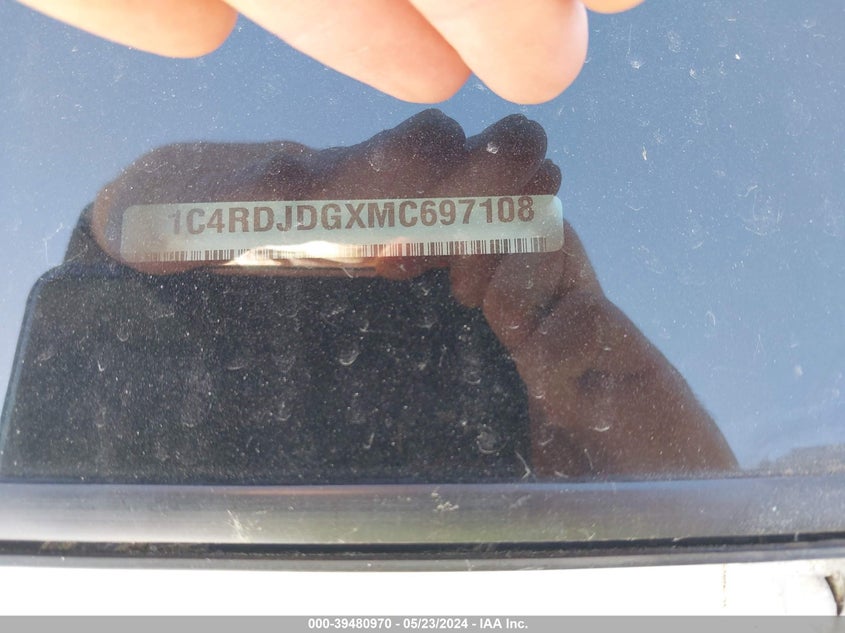 1C4RDJDGXMC697108
000-39480970 - 05/23/2024 - IAA Inc.